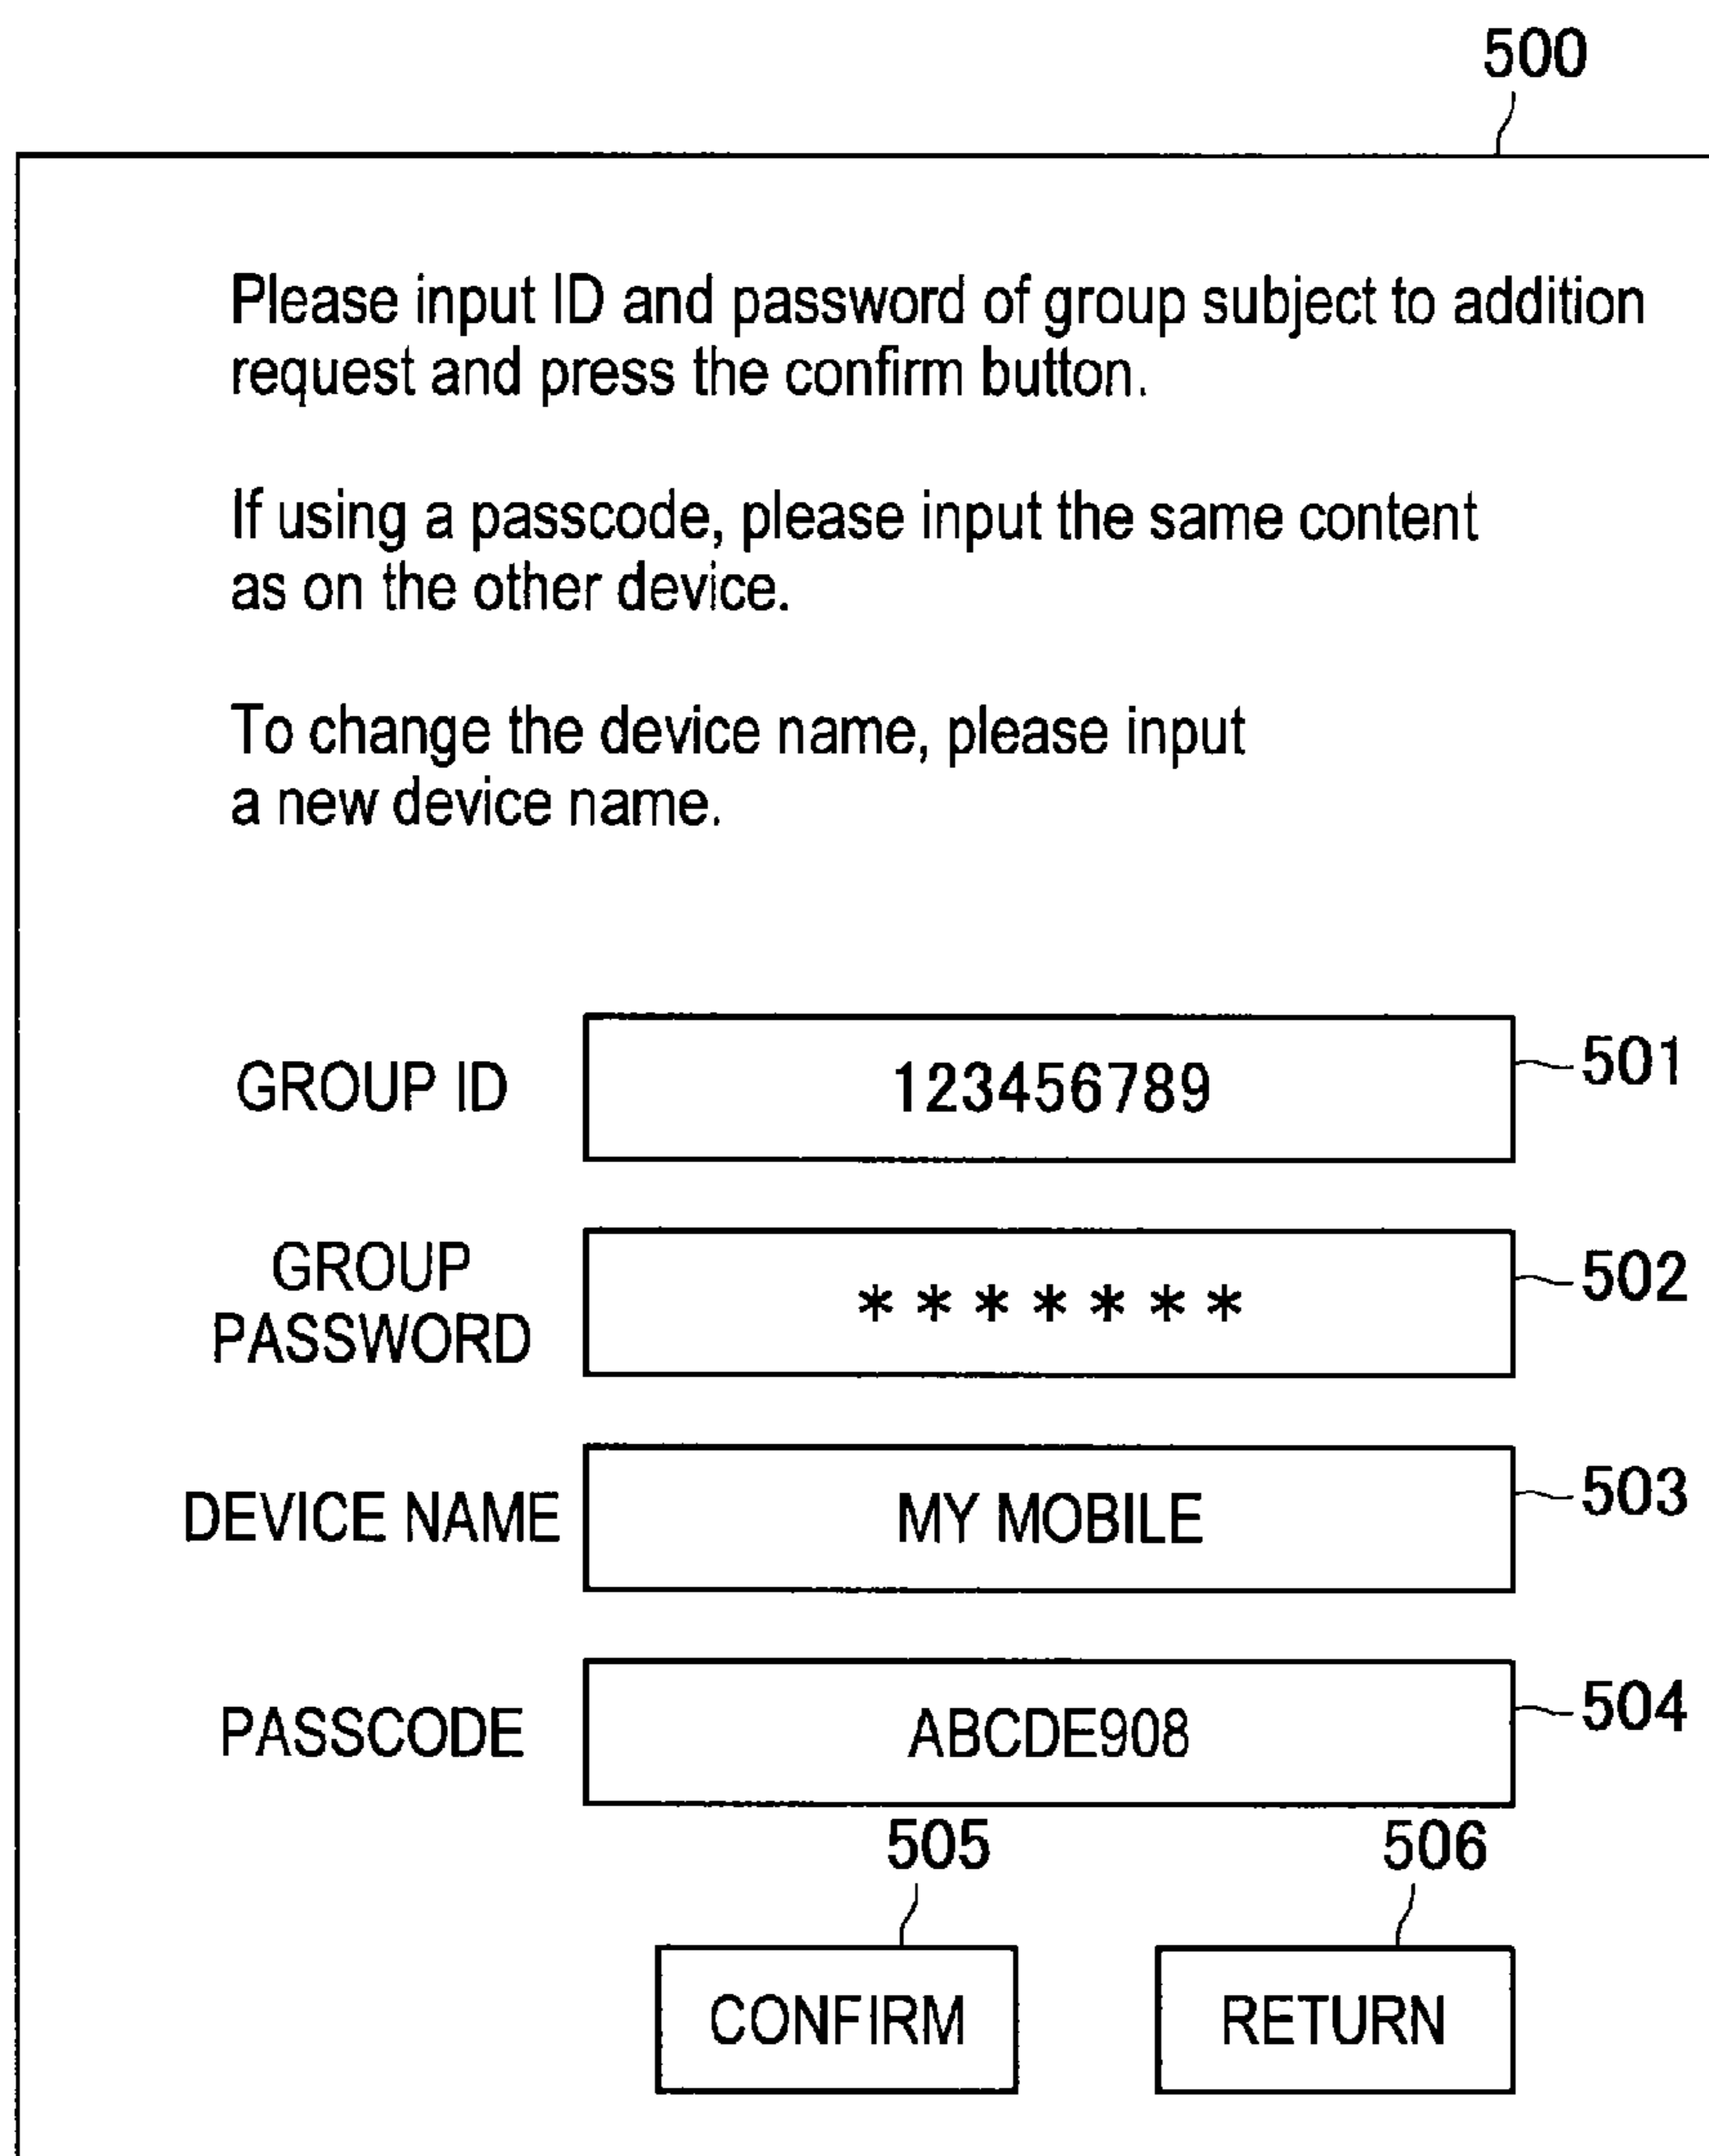 500
Please input ID and password of group subject to addition
request and press the confirm button.
If using a passcode, please input the same content
as on the other device.
To change the device name, please input
a new device name.
GROUP ID 123456789 501
GROUP
PASSWORD ******* 502
DEVICE NAME MY MOBILE 503
PASSCODE ABCDE908 504
505 506
CONFIRM RETURN